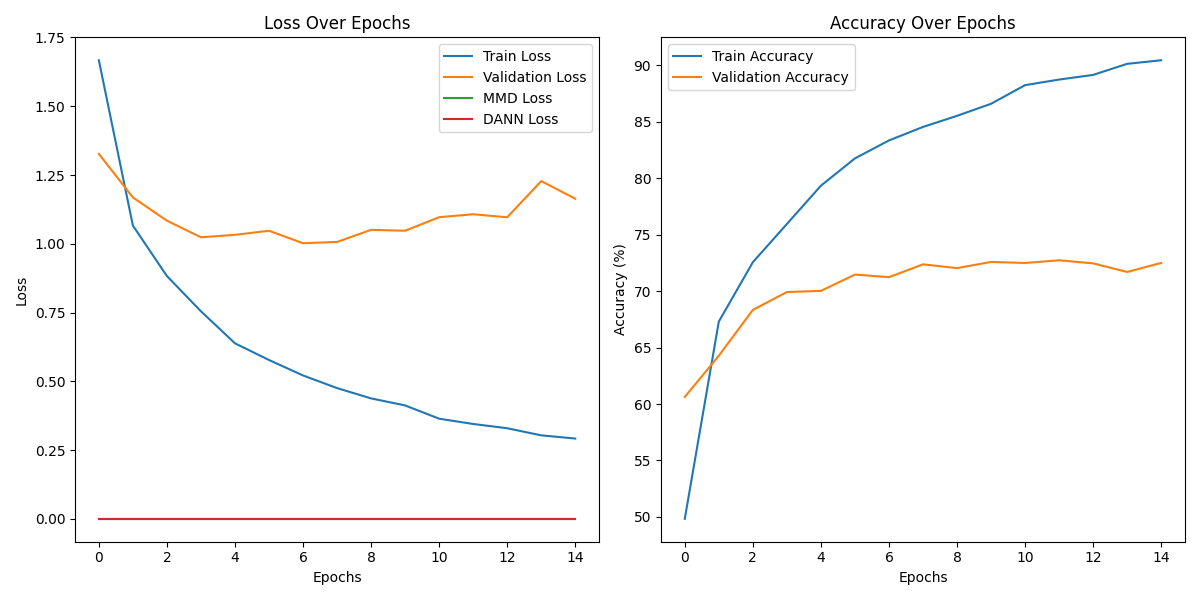 Loss Over Epochs
1.75
1.50
1.25
1.00
0.75
0.50
0.25
0.00
Loss
0 2 4 6 8 10 12 14
Epochs
Train Loss
Validation Loss
MMD Loss
DANN Loss
Accuracy Over Epochs
90
85
80
75
70
65
60
55
50
Accuracy (%)
0 2 4 6 8 10 12 14
Epochs
Train Accuracy
Validation Accuracy